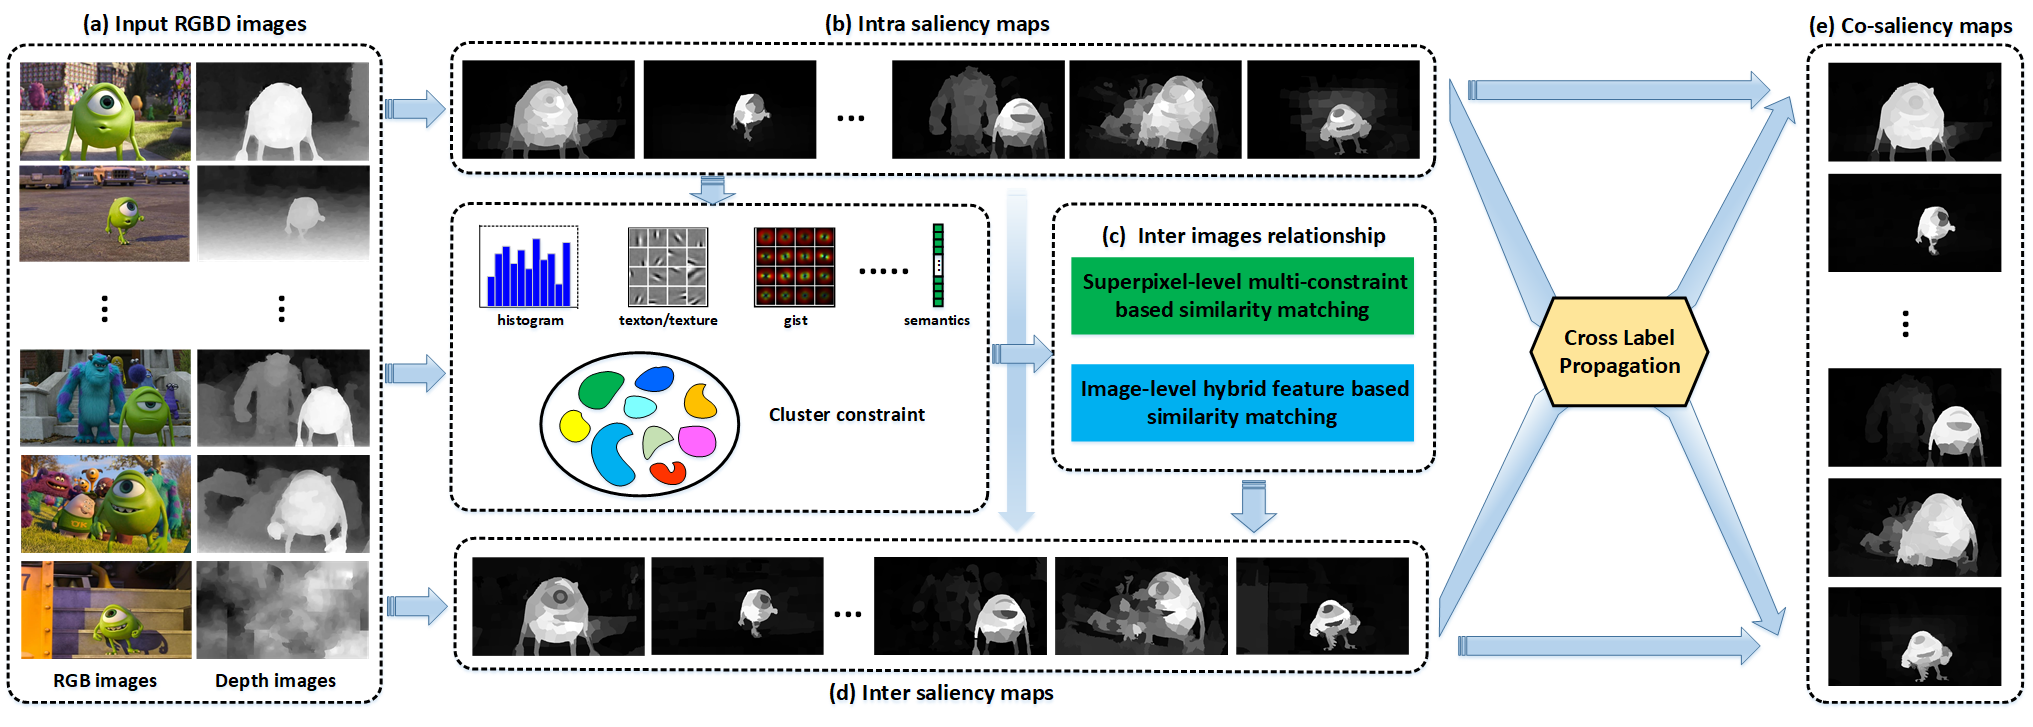 (a) Input RGBD images
(b) Intra saliency maps
(e) Co-saliency maps
histogram
texton/texture
gist
semantics
Cluster constraint
(c) Inter images relationship
Superpixel-level multi-constraint
based similarity matching
Image-level hybrid feature based
similarity matching
Cross Label
Propagation
OK
7
RGB images
Depth images
(d) Inter saliency maps